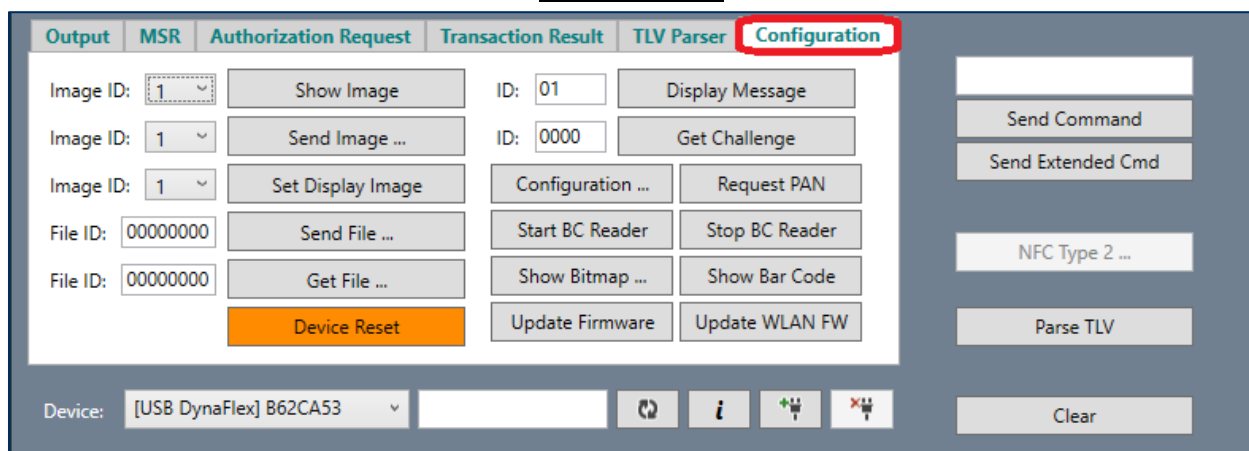 Output MSR Authorization Request Transaction Result TLV Parser Configuration
Image ID: 1 Show Image ID: 01 Display Message
Image ID: 1 Send Image ... ID: 0000 Get Challenge
Image ID: 1 Set Display Image Configuration ... Request PAN
File ID: 00000000 Send File ... Start BC Reader Stop BC Reader
File ID: 00000000 Get File ... Show Bitmap ... Show Bar Code
Device Reset Update Firmware Update WLAN FW
Send Command
Send Extended Cmd
NFC Type 2 ...
Parse TLV
Device: [USB DynaFlex] B62CA53 i
Clear